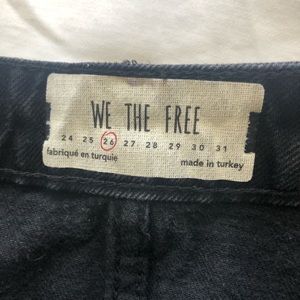 WE THE FREE
24 25 26 27 28 29 30 31
fabriqué en turquie made in turkey